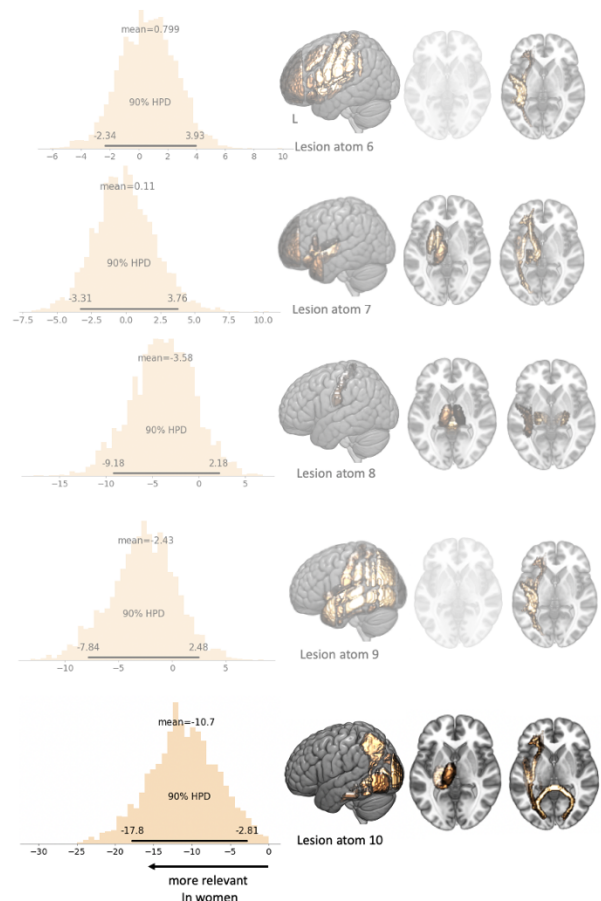 mean=0.799
90% HPD
-2.34 3.93
−6 −4 −2 0 2 4 6 8 10
L
Lesion atom 6
mean=0.11
90% HPD
-3.31 3.76
−7.5 −5.0 −2.5 0.0 2.5 5.0 7.5 10.0
Lesion atom 7
mean=-3.58
90% HPD
-9.18 2.18
−15 −10 −5 0 5
Lesion atom 8
mean=-2.43
90% HPD
-7.84 2.48
−10 −5 0 5
Lesion atom 9
mean=-10.7
90% HPD
-17.8 -2.81
−30 −25 −20 −15 −10 −5 0
Lesion atom 10
more relevant
In women